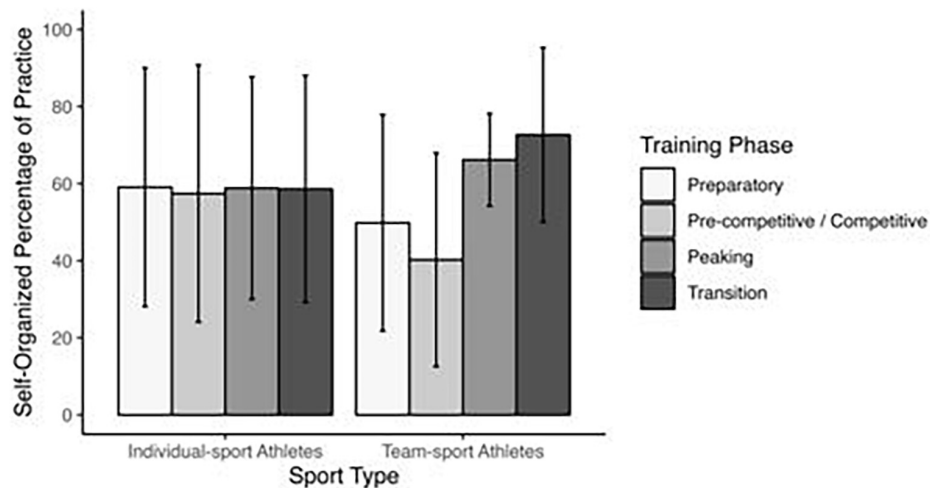 Self-Organized Percentage of Practice
100
80
60
40
20
0
Individual-sport Athletes
Team-sport Athletes
Sport Type
Training Phase
Preparatory
Pre-competitive / Competitive
Peaking
Transition